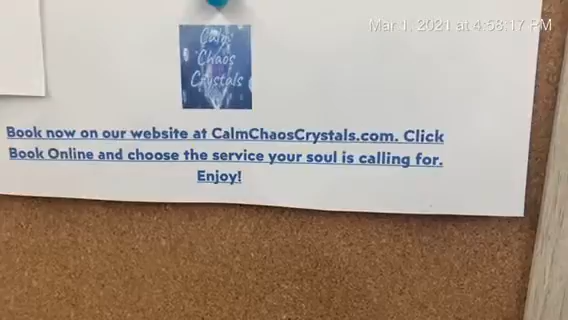 Mar 1, 2021 at 4:58:17 PM
Calm
Chaos
Crystals
Book now on our website at CalmChaosCrystals.com. Click
Book Online and choose the service your soul is calling for.
Enjoy!